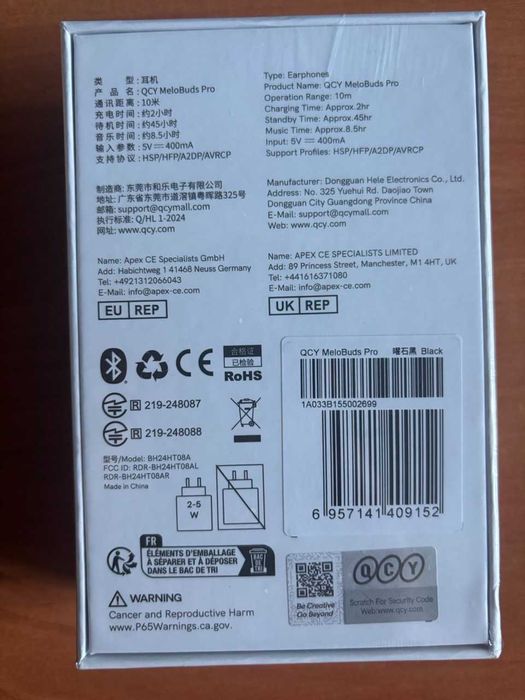 类 型：耳机
产 品 名：QCY MeloBuds Pro
通讯距离：10米
充电时间：约2小时
待机时间：约45小时
音乐时间：约8.5小时
输入参数：5V ⎓ 400mA
支持协议：HSP/HFP/A2DP/AVRCP
Type: Earphones
Product Name: QCY MeloBuds Pro
Operation Range: 10m
Charging Time: Approx.2hr
Standby Time: Approx.45hr
Music Time: Approx.8.5hr
Input: 5V ⎓ 400mA
Support Profiles: HSP/HFP/A2DP/AVRCP
制造商：东莞市和乐电子有限公司
地址：广东省东莞市道滘镇粤晖路325号
邮箱：support@qcymall.com
执行标准：Q/HL 1-2024
网址：www.qcy.com
Manufacturer: Dongguan Hele Electronics Co., Ltd.
Address: No. 325 Yuehui Rd. Daojiao Town
Dongguan City Guangdong Province China
E-mail: support@qcymall.com
Web: www.qcy.com
Name: Apex CE Specialists GmbH
Add: Habichtweg 1 41468 Neuss Germany
Tel: +4921312066043
E-Mail: info@apex-ce.com
EU REP
Name: APEX CE SPECIALISTS LIMITED
Add: 89 Princess Street, Manchester, M1 4HT, UK
Tel: +441616371080
E-Mail: info@apex-ce.com
UK REP
CE
合格证
已检验
RoHS
R 219-248087
R 219-248088
型号/Model: BH24HT08A
FCC ID: RDR-BH24HT08AL
RDR-BH24HT08AR
Made in China
2-5
W
QCY MeloBuds Pro 曜石黑 Black
1A033B155002699
6 957141 409152
FR
ÉLÉMENTS D'EMBALLAGE
À SÉPARER ET À DÉPOSER
DANS LE BAC DE TRI
WARNING
Cancer and Reproductive Harm
www.P65Warnings.ca.gov.
Be Creative
Go Beyond
QCY
Scratch For Security Code
Web:www.qcy.com